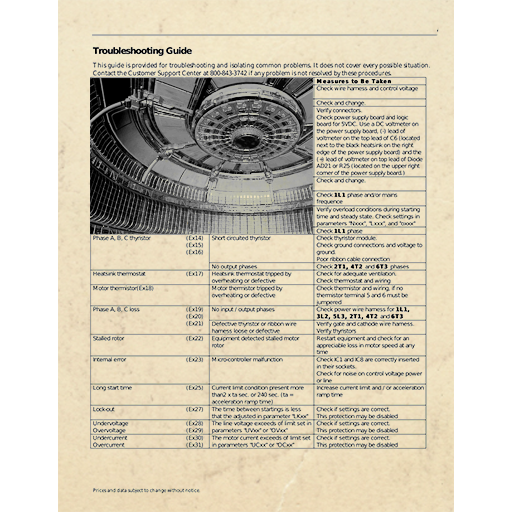 Troubleshooting Guide
This guide is provided for troubleshooting and isolating common problems. It does not cover every possible situation.
Contact the Customer Support Center at 800-843-3742 if any problem is not resolved by these procedures.
Measures to Be Taken
Check wire harness and control voltage
Check and change.
Verify connectors.
Check power supply board and logic
board for 5VDC. Use a DC voltmeter on
the power supply board, (-) lead of
voltmeter on the top lead of C6 (located
next to the black heatsink on the right
edge of the power supply board) and the
(+) lead of voltmeter on top lead of Diode
AD21 or R25 (located on the upper right
corner of the power supply board.)
Check and change.
Check 1L1 phase and/or mains
frequence
Verify overload conditions during starting
time and steady state. Check settings in
parameters "Nxxx", "Lxxx", and "oxxx"
Check 1L1 phase
Phase A, B, C thyristor (Ex14) Short circuited thyristor Check thyristor module.
(Ex15) Check ground connections and voltage to
(Ex16) ground.
Poor ribbon cable connection
No output phases Check 2T1, 4T2 and 6T3 phases
Heatsink thermostat (Ex17) Heatsink thermostat tripped by Check for adequate ventilation.
overheating or defective Check thermostat and wiring
Motor thermistor(Ex18) Motor thermistor tripped by Check thermistor and wiring, if no
overheating or defective thermistor terminal 5 and 6 must be
jumpered
Phase A, B, C loss (Ex19) No input / output phases Check power wire harness for 1L1,
(Ex20) 3L2, 5L3, 2T1, 4T2 and 6T3
(Ex21) Defective thyristor or ribbon wire Verify gate and cathode wire harness.
harness loose or defective Verify thyristors
Stalled rotor (Ex22) Equipment detected stalled motor Restart equipment and check for an
rotor appreciable loss in motor speed at any
time
Internal error (Ex23) Micro-controller malfunction Check IC1 and IC8 are correctly inserted
in their sockets.
Check for noise on control voltage power
or line
Long start time (Ex25) Current limit condition present more Increase current limit and / or acceleration
than2 x ta sec. or 240 sec. (ta = ramp time
acceleration ramp time)
Lock-out (Ex27) The time between startings is less Check if settings are correct.
that the adjusted in parameter "LKxx" This protection may be disabled
Undervoltage (Ex28) The line voltage exceeds of limit set in Check if settings are correct.
Overvoltage (Ex29) parameters "UVxx" or "OVxx" This protection may be disabled
Undercurrent (Ex30) The motor current exceeds of limit set Check if settings are correct.
Overcurrent (Ex31) in parameters "UCxx" or "OCxx" This protection may be disabled
Prices and data subject to change without notice.